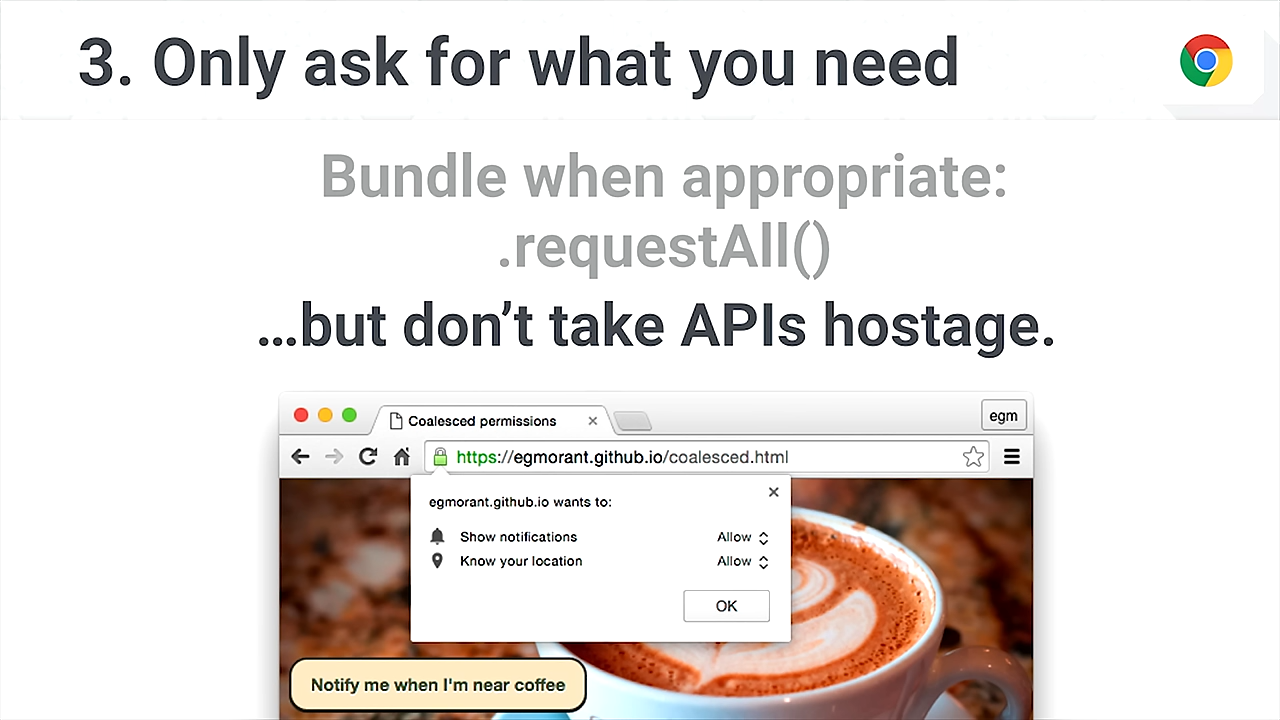 3. Only ask for what you need
Bundle when appropriate:
.requestAll()
…but don’t take APIs hostage.
Coalesced permissions
egm
https://egmorant.github.io/coalesced.html
egmorant.github.io wants to:
Show notifications Allow
Know your location Allow
OK
Notify me when I'm near coffee